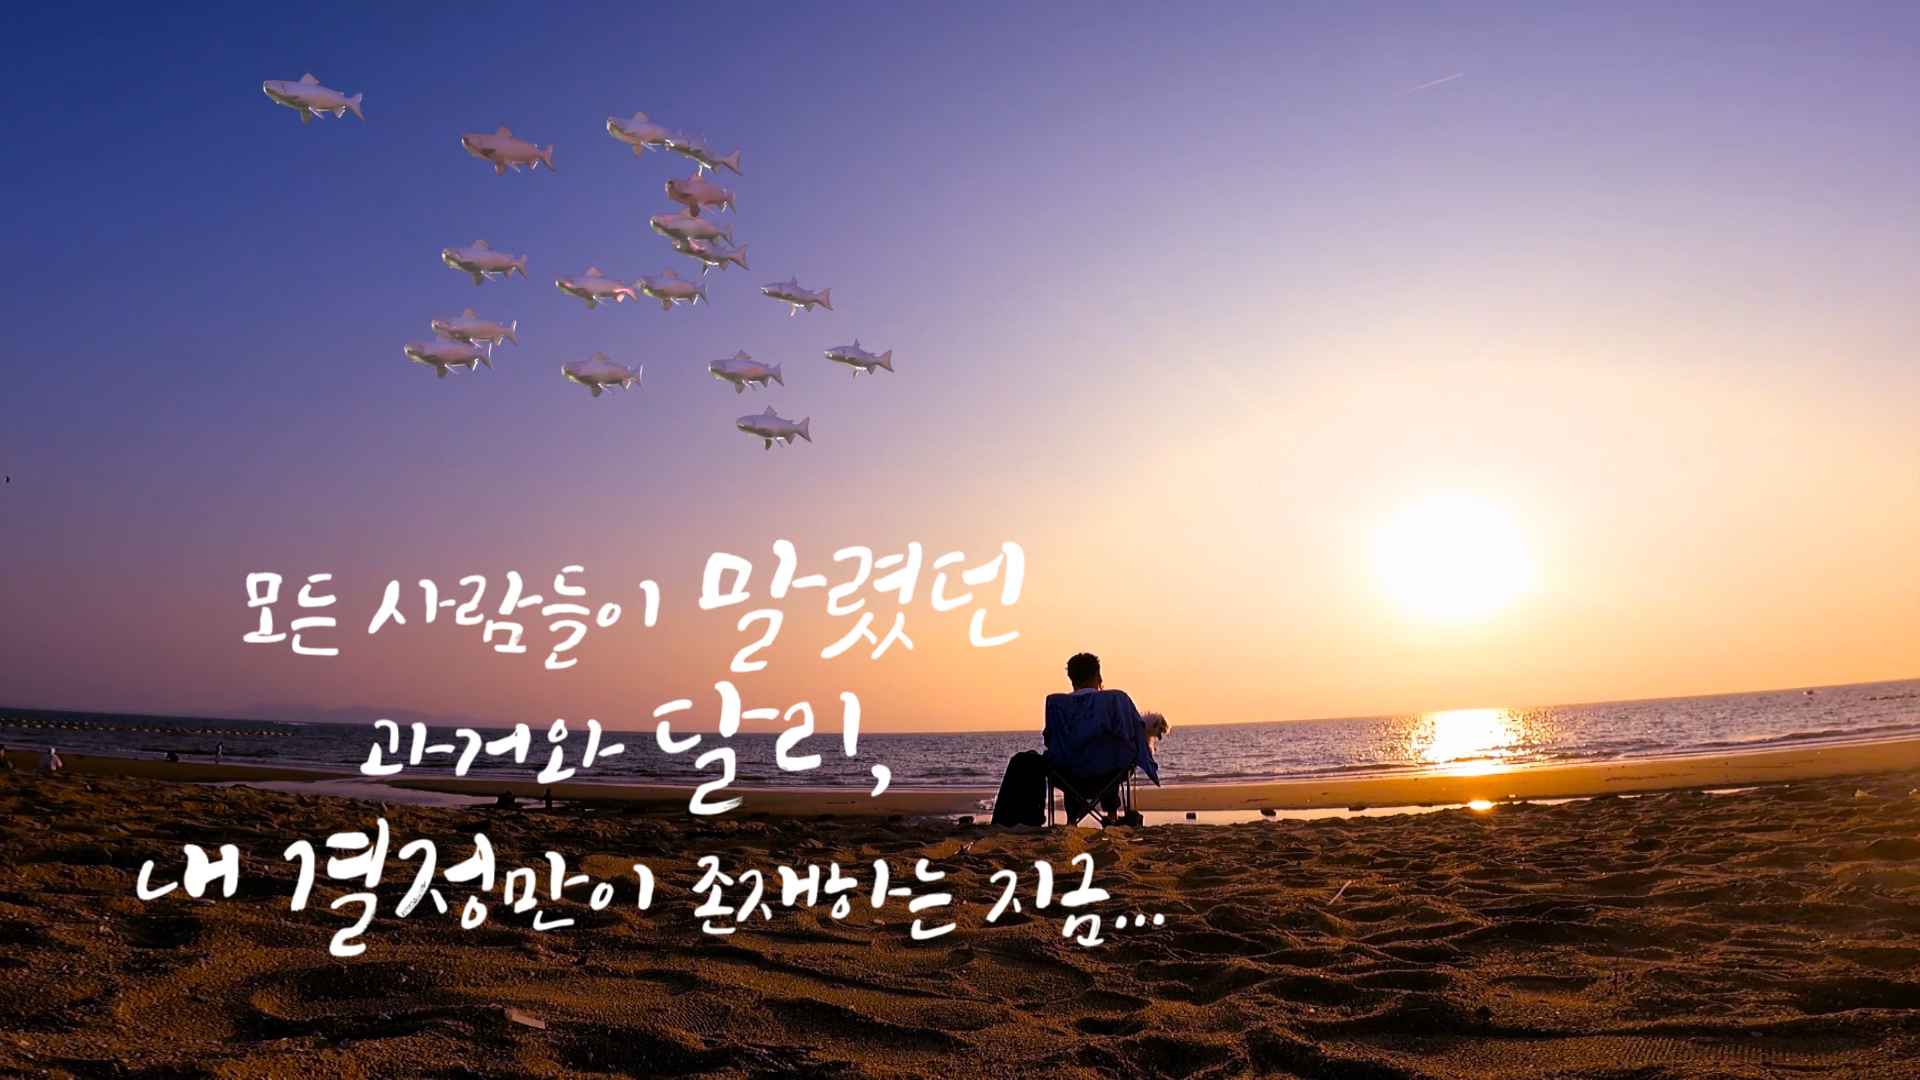 모든 사람들이 말렸던
과거와 달리,
내 결정만이 존재하는 지금...